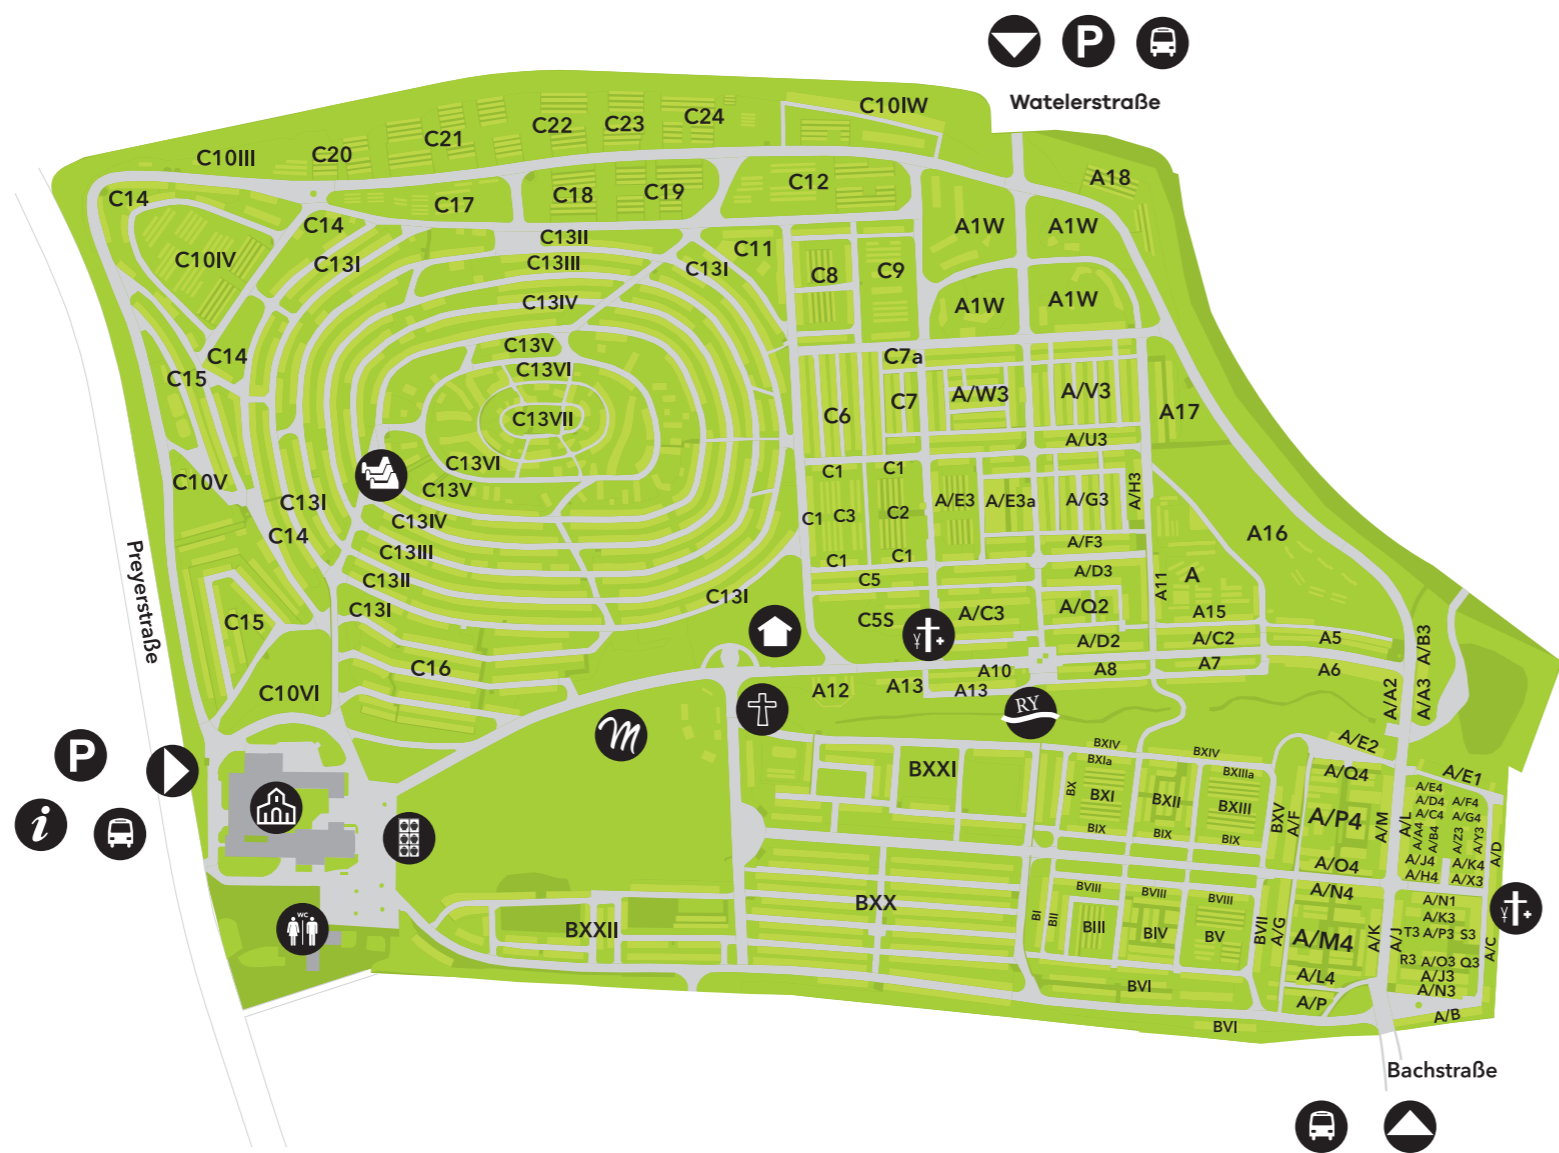 P
Watelerstraße
C10IW
C24
C23
C22
C21
C20
C10III
C12
C19
C18
C17
C14
C14
C10IV
A18
A1W
A1W
C13II
C13III
C13I
C13I
C11
C8
C9
C13IV
A1W
A1W
C13V
C13VI
C14
C15
C7a
C13VII
C6
C7
A/W3
A/V3
A17
A/U3
C13VI
C13V
C10V
C13I
C1
C1
A/H3
A/E3
A/E3a
A/G3
C13IV
C1
C3
C2
C14
A16
A/F3
C13III
C1
C1
C13II
C5
A/D3
A11
A
C13I
C13I
C15
C5S
A/C3
A/Q2
A15
Preyerstraße
A/D2
A/C2
A5
A/B3
C16
A10
A8
A7
A6
C10VI
A12
A13
A13
RY
A/A2
A/A3
M
P
BXIV
BXIV
A/E2
BXXI
BXIa
BXIIIa
A/Q4
A/E1
BX
BXI
BXII
BXIII
BXV
A/F
A/P4
A/M
A/L
A/E4
A/D4
A/F4
A/C4
A/G4
A/A4
A/B4
A/Z3
A/Y3
A/D
i
BIX
BIX
BIX
A/O4
A/J4
A/K4
A/H4
A/X3
BVIII
BVIII
BVIII
A/N4
A/N1
BXX
BI
BII
BIII
BIV
BV
BVII
A/G
A/M4
A/K
A/J
A/K3
T3
A/P3
S3
A/C
WC
BXXII
R3
A/O3
Q3
A/L4
A/J3
A/N3
BVI
A/P
A/B
BVI
Bachstraße